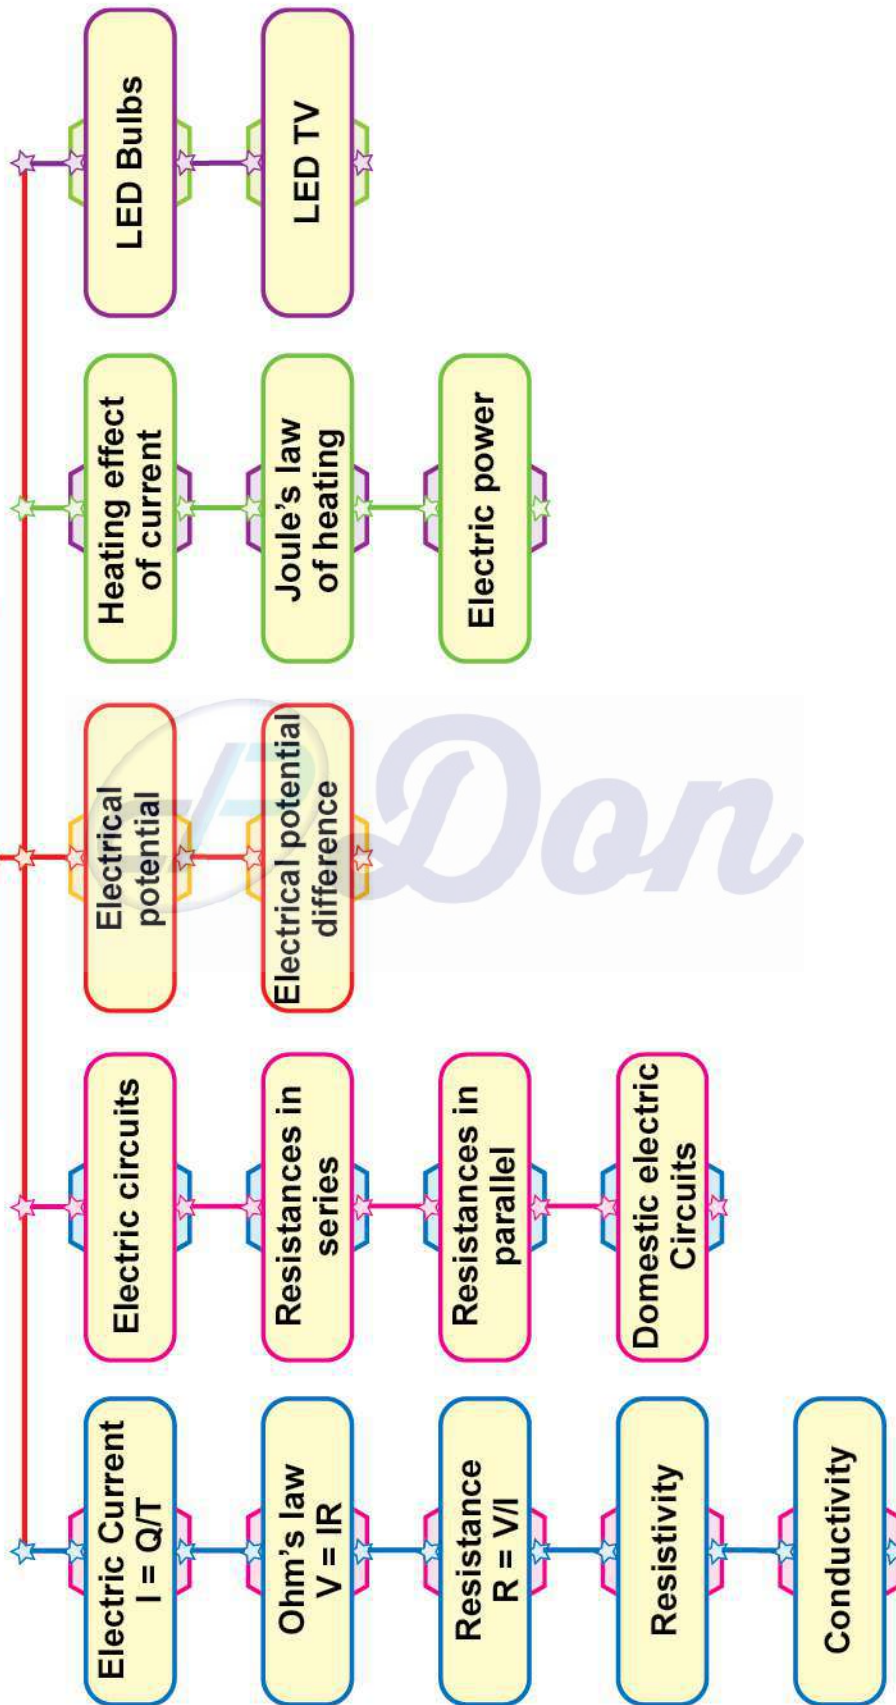 Electric Current
I = Q/T
Ohm's law
V = IR
Resistance
R = V/I
Resistivity
Conductivity
Electric circuits
Resistances in
series
Resistances in
parallel
Domestic electric
Circuits
Electrical
potential
Electrical potential
difference
Heating effect
of current
Joule's law
of heating
Electric power
LED Bulbs
LED TV
Don